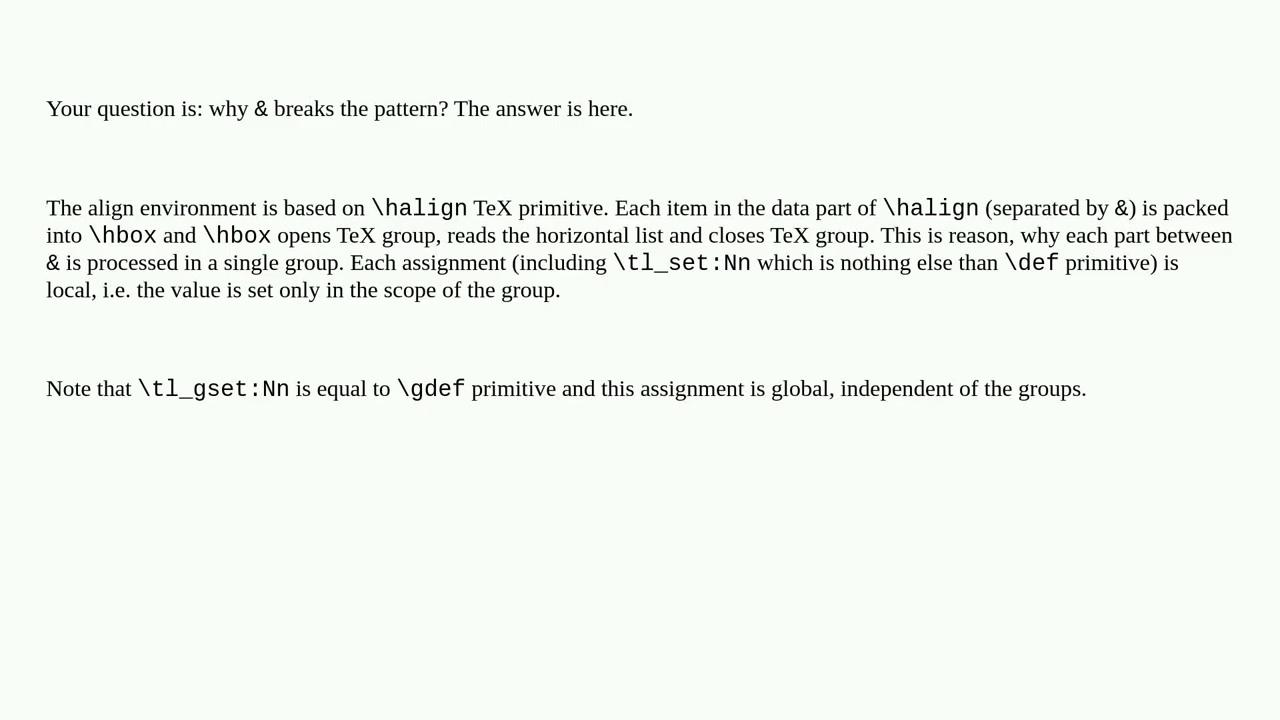 Your question is: why & breaks the pattern? The answer is here.
The align environment is based on \halign TeX primitive. Each item in the data part of \halign (separated by &) is packed
into \hbox and \hbox opens TeX group, reads the horizontal list and closes TeX group. This is reason, why each part between
& is processed in a single group. Each assignment (including \tl_set:Nn which is nothing else than \def primitive) is
local, i.e. the value is set only in the scope of the group.
Note that \tl_gset:Nn is equal to \gdef primitive and this assignment is global, independent of the groups.